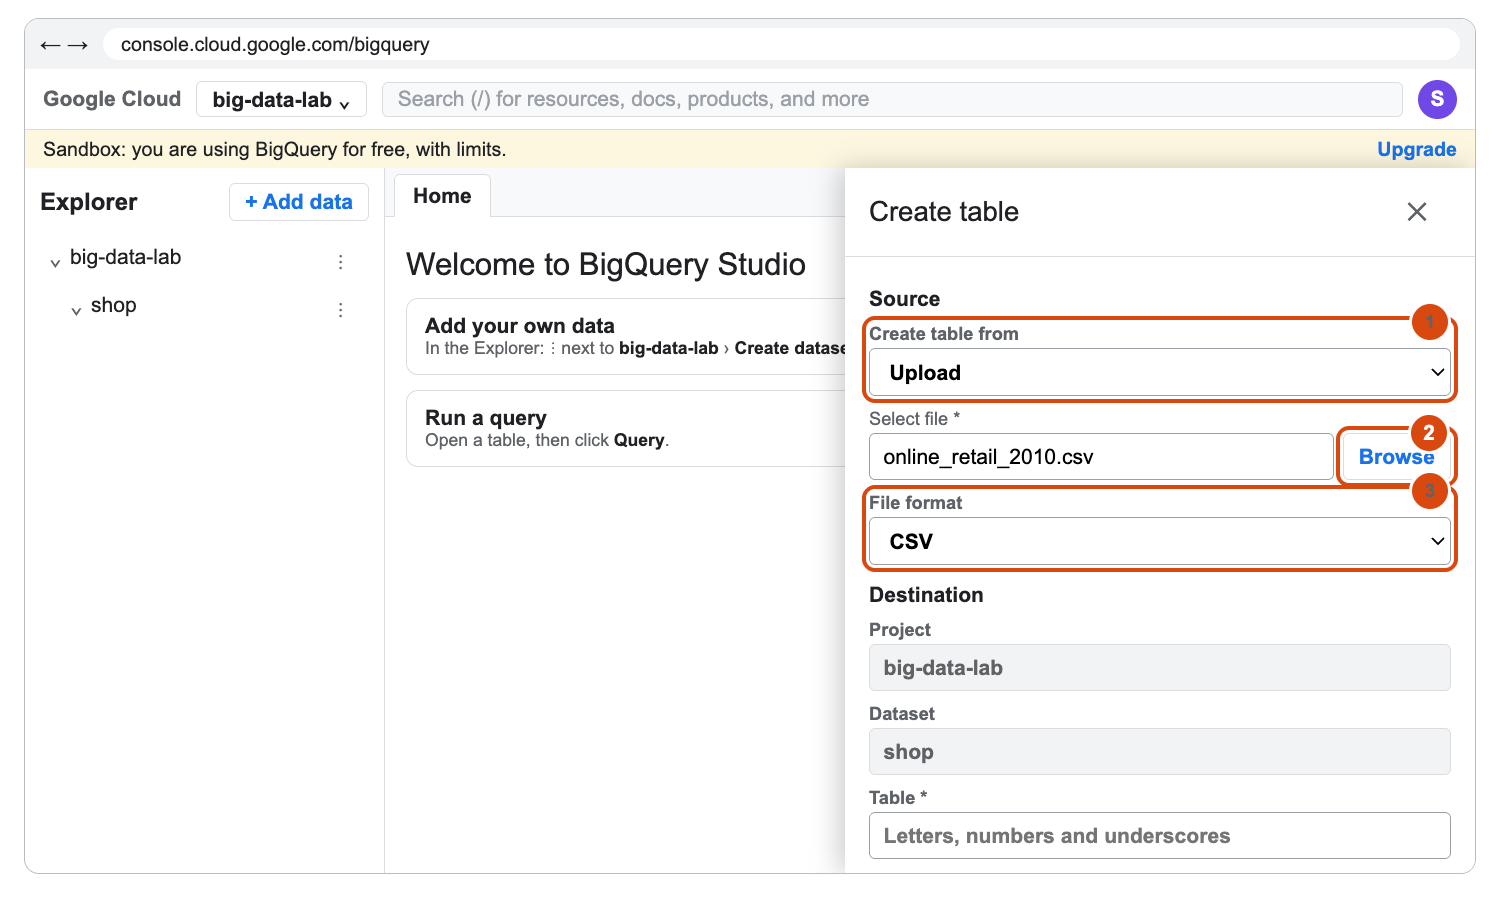 console.cloud.google.com/bigquery
Google Cloud
big-data-lab
Search (/) for resources, docs, products, and more
S
Sandbox: you are using BigQuery for free, with limits.
Upgrade
Explorer
+ Add data
big-data-lab
shop
Home
Welcome to BigQuery Studio
Add your own data
In the Explorer: ⋮ next to big-data-lab › Create datase
Run a query
Open a table, then click Query.
Create table
Source
1
Create table from
Upload
Select file *
2
online_retail_2010.csv
Browse
3
File format
CSV
Destination
Project
big-data-lab
Dataset
shop
Table *
Letters, numbers and underscores